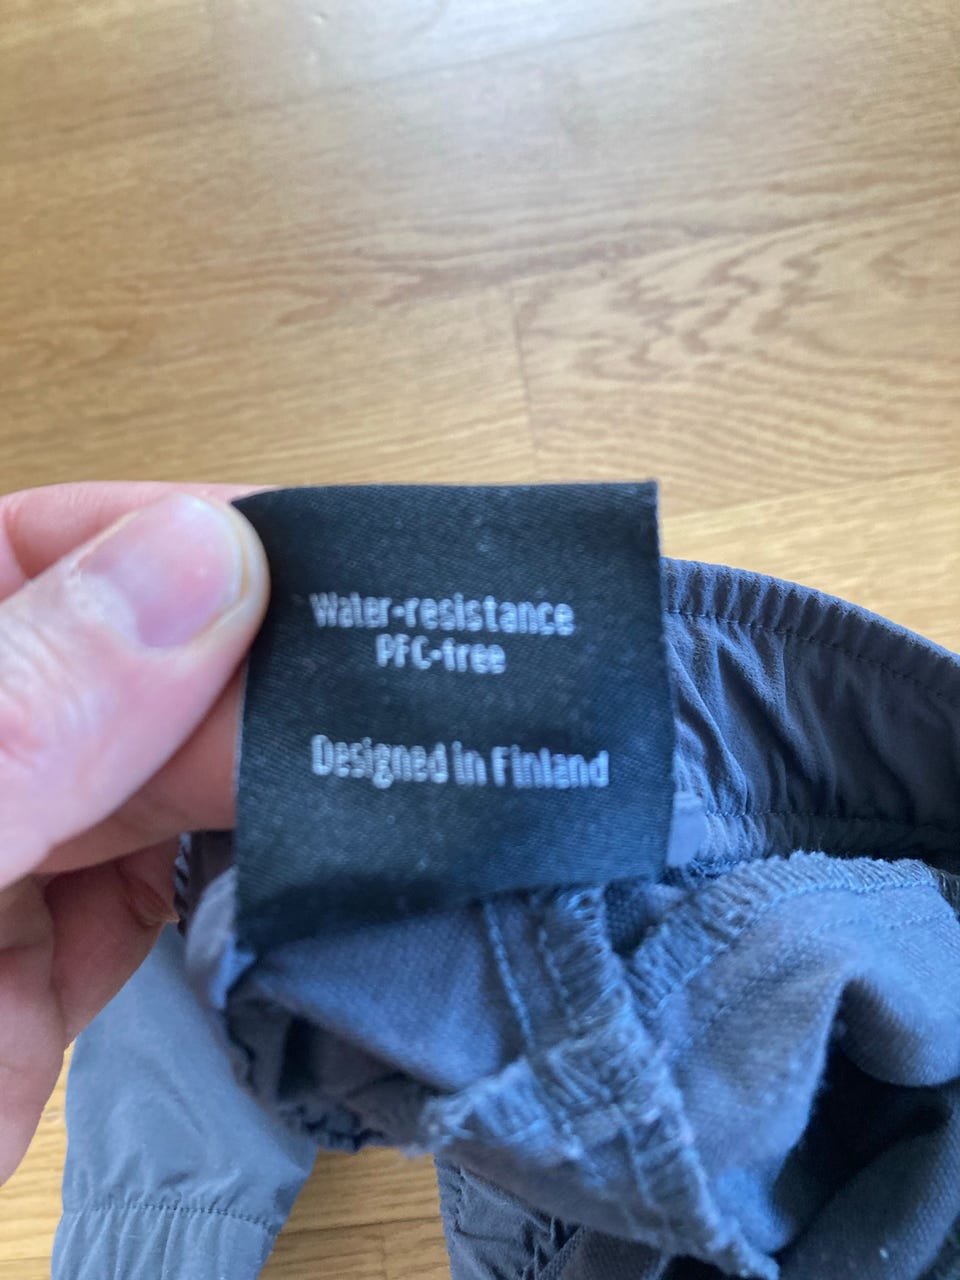 Water-resistance
PFC-free
Designed in Finland